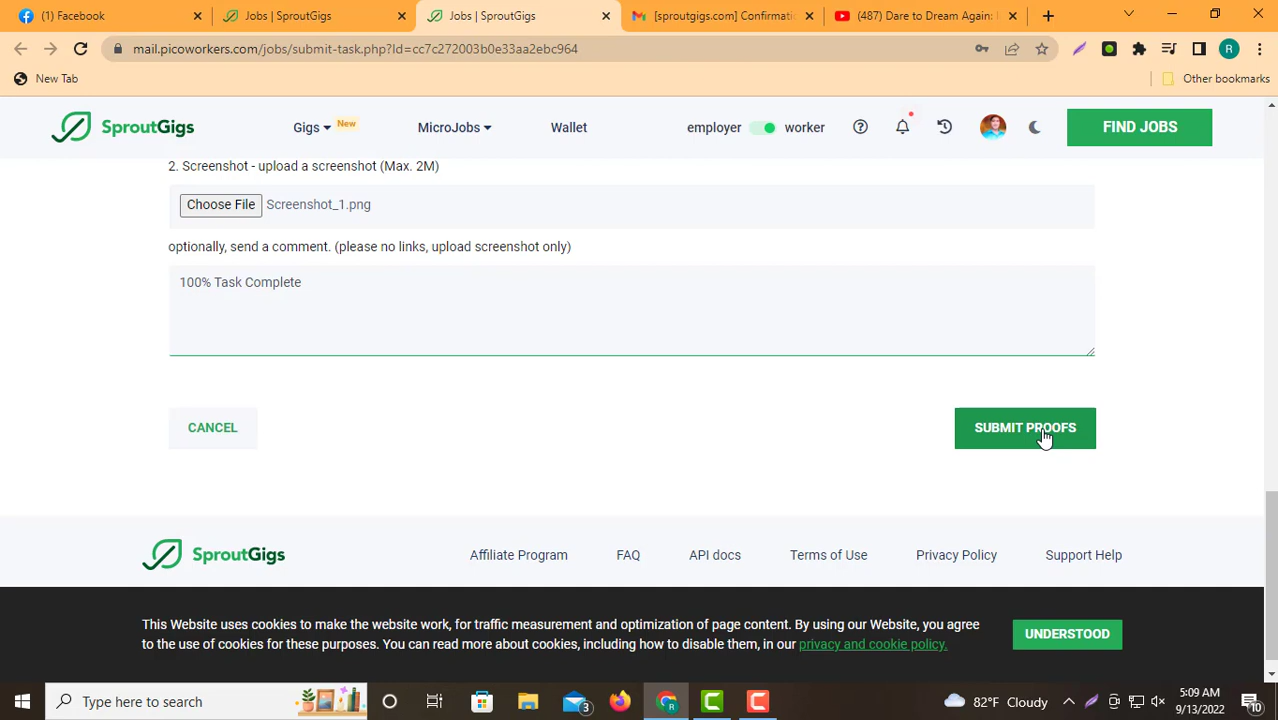 (1) Facebook
Jobs | SproutGigs
Jobs | SproutGigs
[sproutgigs.com] Confirmati
(487) Dare to Dream Again:
mail.picoworkers.com/jobs/submit-task.php?Id=cc7c272003b0e33aa2ebc964
R
New Tab
Other bookmarks
SproutGigs
Gigs
New
MicroJobs
Wallet
employer
worker
FIND JOBS
2. Screenshot - upload a screenshot (Max. 2M)
Choose File Screenshot_1.png
optionally, send a comment. (please no links, upload screenshot only)
100% Task Complete
CANCEL
SUBMIT PROOFS
SproutGigs
Affiliate Program
FAQ
API docs
Terms of Use
Privacy Policy
Support Help
This Website uses cookies to make the website work, for traffic measurement and optimization of page content. By using our Website, you agree
to the use of cookies for these purposes. You can read more about cookies, including how to disable them, in our privacy and cookie policy.
UNDERSTOOD
Type here to search
3
R
82°F Cloudy
5:09 AM
9/13/2022
10